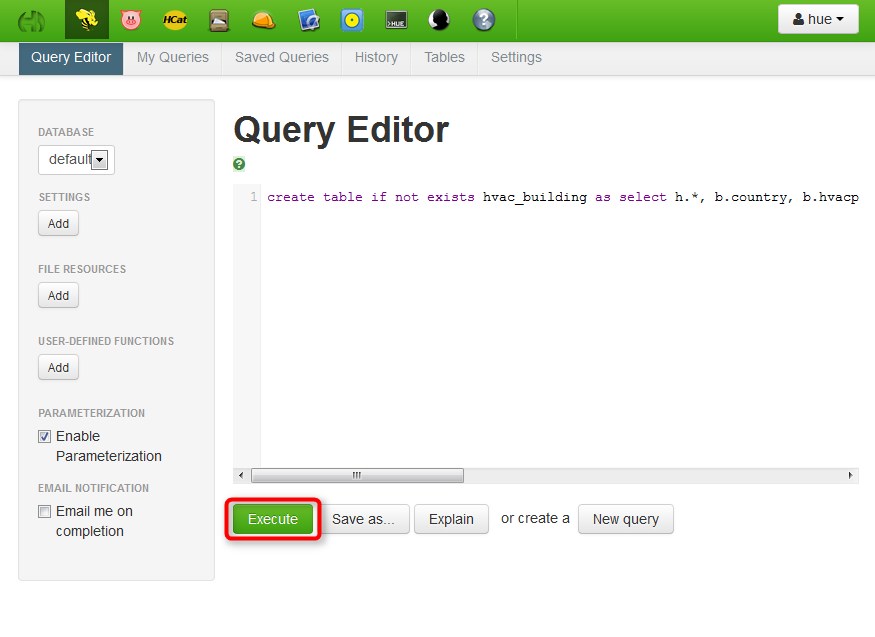 HCat
>HUE
?
hue
Query Editor My Queries Saved Queries History Tables Settings
DATABASE
default
SETTINGS
Add
FILE RESOURCES
Add
USER-DEFINED FUNCTIONS
Add
PARAMETERIZATION
Enable
Parameterization
EMAIL NOTIFICATION
Email me on
completion
Query Editor
?
1 create table if not exists hvac_building as select h.*, b.country, b.hvacp
Execute Save as... Explain or create a New query